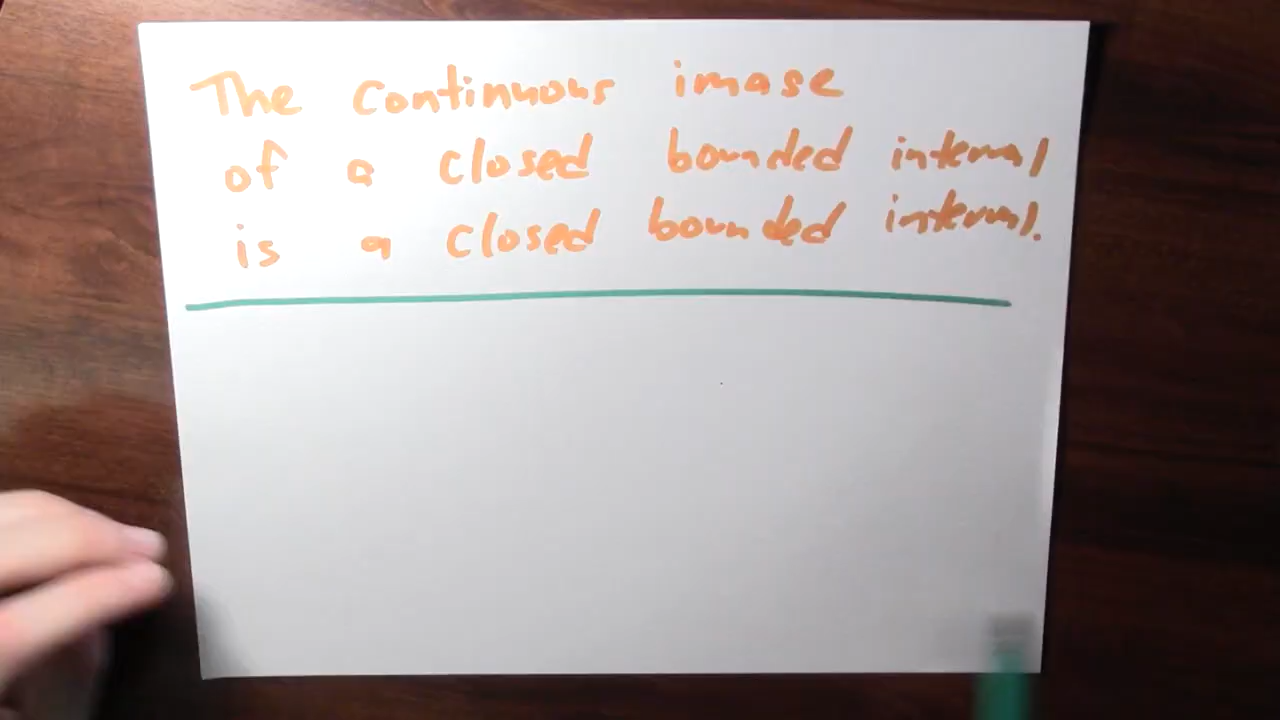 The continuous image
of a closed bounded interval
is a closed bounded interval.